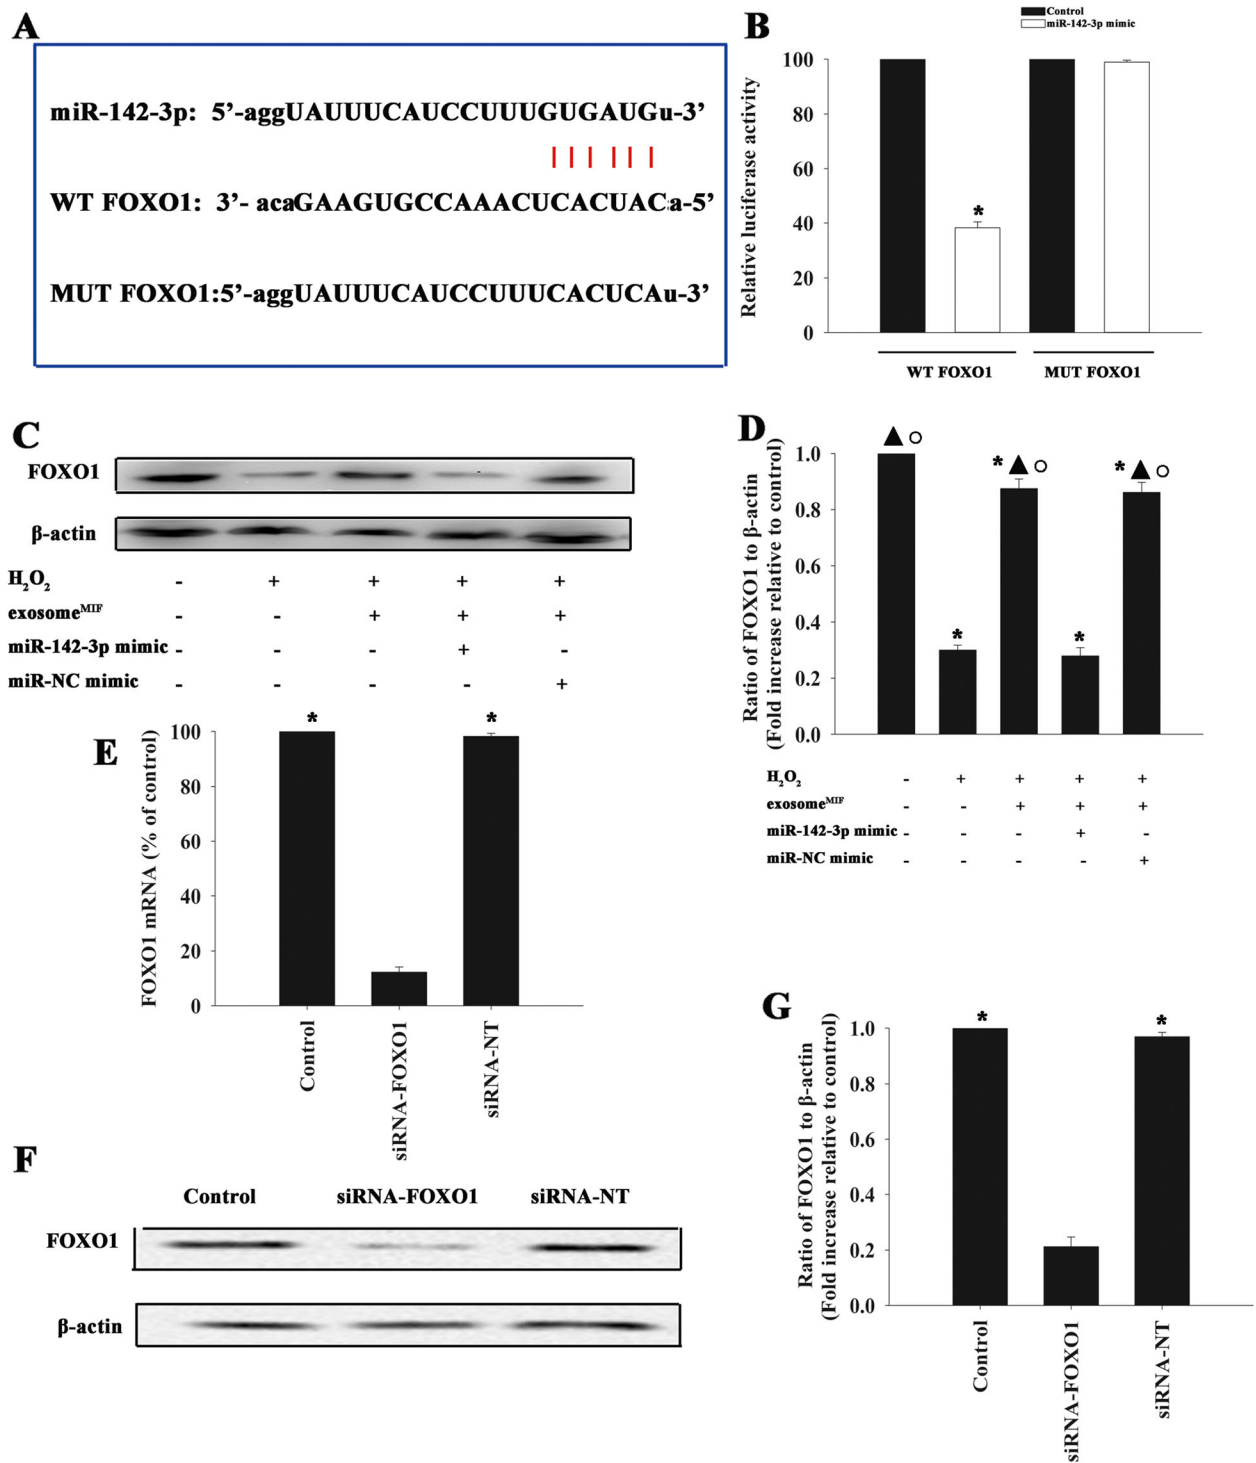 A
miR-142-3p: 5’-aggUAUUUCAUCCUUUGUGAUGu-3’
WT FOXO1: 3’- acaGAAGUGCCAAACUCACUACa-5’
MUT FOXO1:5’-aggUAUUUCAUCCUUUCACUCAu-3’
B
Control
miR-142-3p mimic
Relative luciferase activity
100
80
60
40
20
0
*
WT FOXO1 MUT FOXO1
C
FOXO1
β-actin
H2O2 - + + + +
exosomeMIF - - + + +
miR-142-3p mimic - - - + -
miR-NC mimic - - - - +
D
Ratio of FOXO1 to β-actin
(Fold increase relative to control)
1.0
0.8
0.6
0.4
0.2
0.0
▲ ○
*
* ▲ ○
*
* ▲ ○
H2O2 - + + + +
exosomeMIF - - + + +
miR-142-3p mimic - - - + -
miR-NC mimic - - - - +
E
FOXO1 mRNA (% of control)
100
80
60
40
20
0
* *
Control
siRNA-FOXO1
siRNA-NT
F
Control siRNA-FOXO1 siRNA-NT
FOXO1
β-actin
G
Ratio of FOXO1 to β-actin
(Fold increase relative to control)
1.0
0.8
0.6
0.4
0.2
0.0
* *
Control
siRNA-FOXO1
siRNA-NT